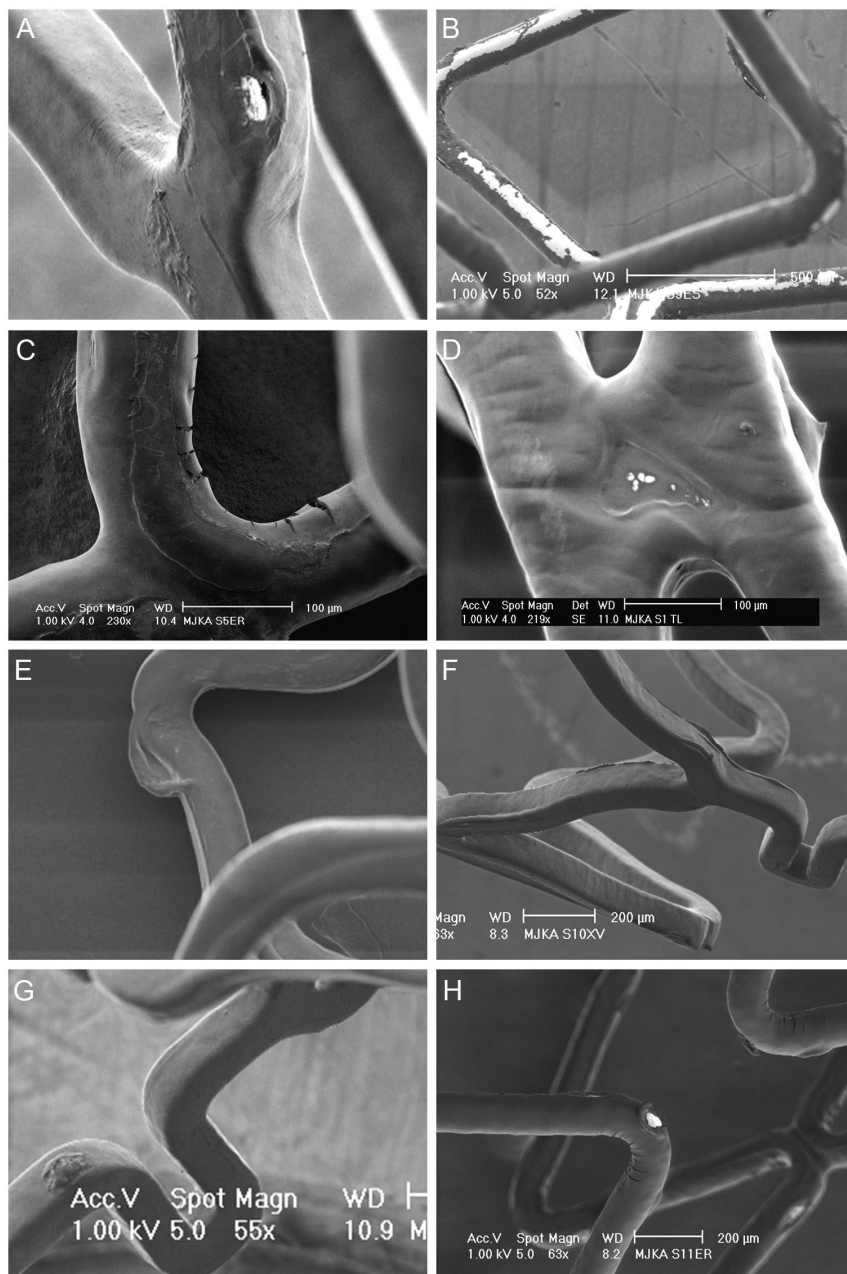 A
B
Acc.V Spot Magn WD 500
1.00 kV 5.0 52x 12.1 MJKA S9ES
C
Acc.V Spot Magn WD 100 µm
1.00 kV 4.0 230x 10.4 MJKA S5ER
D
Acc.V Spot Magn Det WD 100 µm
1.00 kV 4.0 219x SE 11.0 MJKA S1 TL
E
F
Magn WD 200 µm
63x 8.3 MJKA S10XV
G
Acc.V Spot Magn WD
1.00 kV 5.0 55x 10.9 M
H
Acc.V Spot Magn WD 200 µm
1.00 kV 5.0 63x 8.2 MJKA S11ER